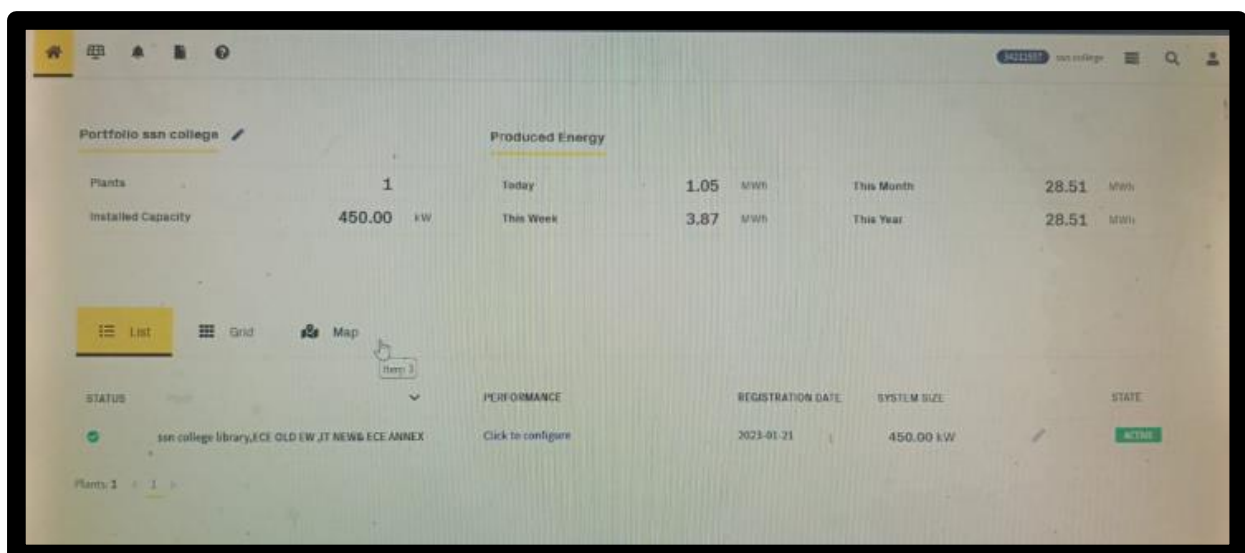 ssn college
Portfolio ssn college
Produced Energy
Plants 1
Today 1.05 MWh
This Month 28.51 MWh
Installed Capacity 450.00 kW
This Week 3.87 MWh
This Year 28.51 MWh
List Grid Map
STATUS PERFORMANCE REGISTRATION DATE SYSTEM SIZE STATE
ssn college library,ECE OLD EW ,IT NEW& ECE ANNEX Click to configure 2023-01-21 450.00 kW ACTIVE
Plants: 1 1